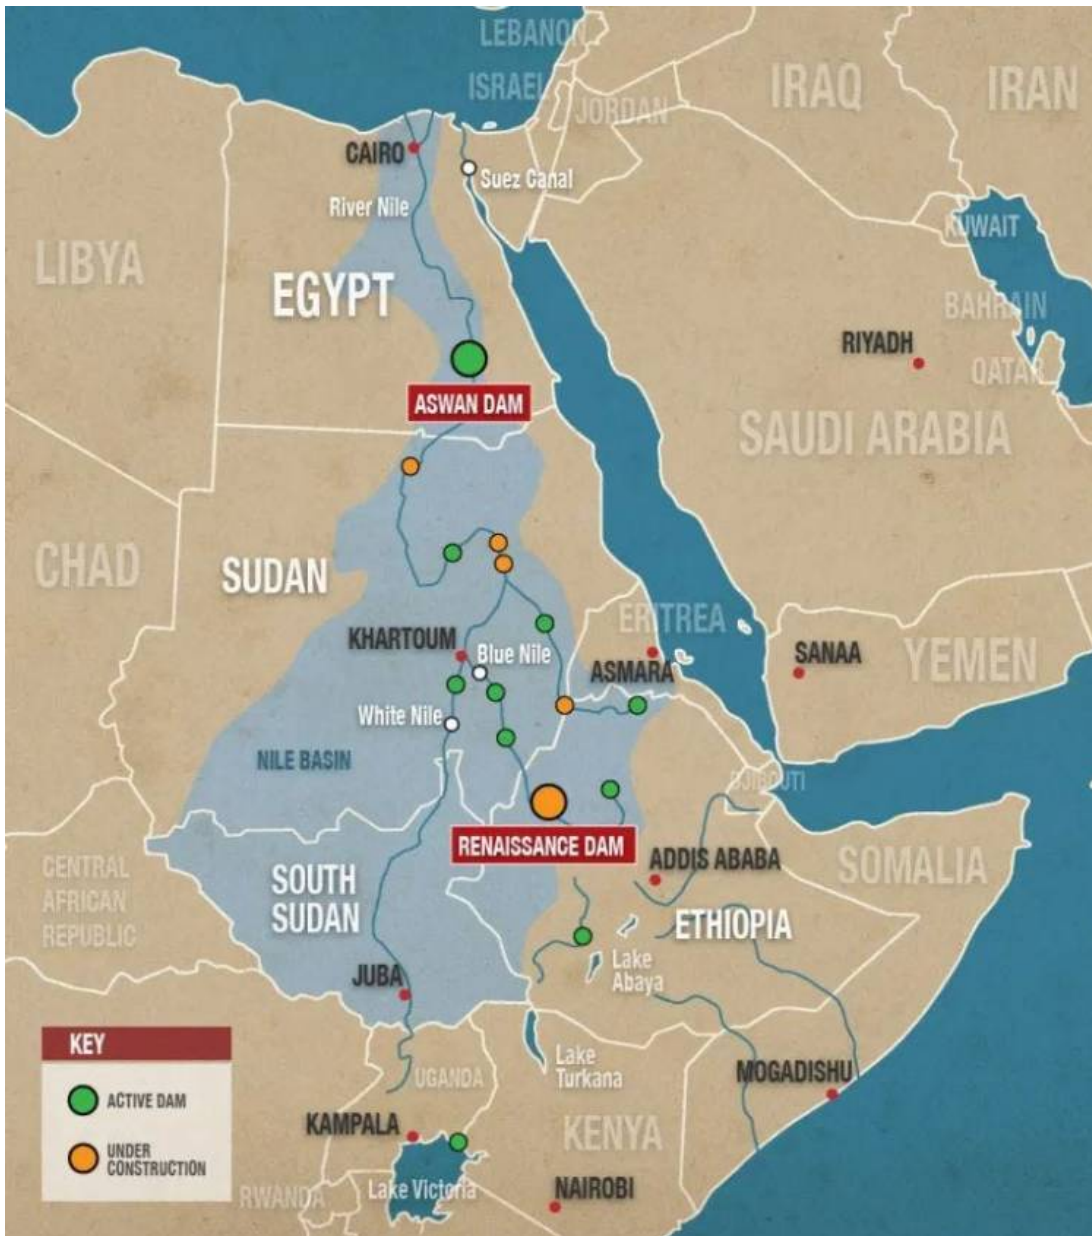 LEBANON
ISRAEL
JORDAN
IRAQ
IRAN
CAIRO
Suez Canal
River Nile
KUWAIT
LIBYA
EGYPT
BAHRAIN
RIYADH
QATAR
ASWAN DAM
SAUDI ARABIA
CHAD
SUDAN
ERITREA
KHARTOUM
Blue Nile
ASMARA
SANAA
YEMEN
White Nile
NILE BASIN
DJIBOUTI
RENAISSANCE DAM
ADDIS ABABA
SOMALIA
CENTRAL
AFRICAN
REPUBLIC
SOUTH
SUDAN
ETHIOPIA
Lake
Abaya
JUBA
KEY
ACTIVE DAM
UNDER
CONSTRUCTION
UGANDA
Lake
Turkana
MOGADISHU
KAMPALA
KENYA
RWANDA
Lake Victoria
NAIROBI